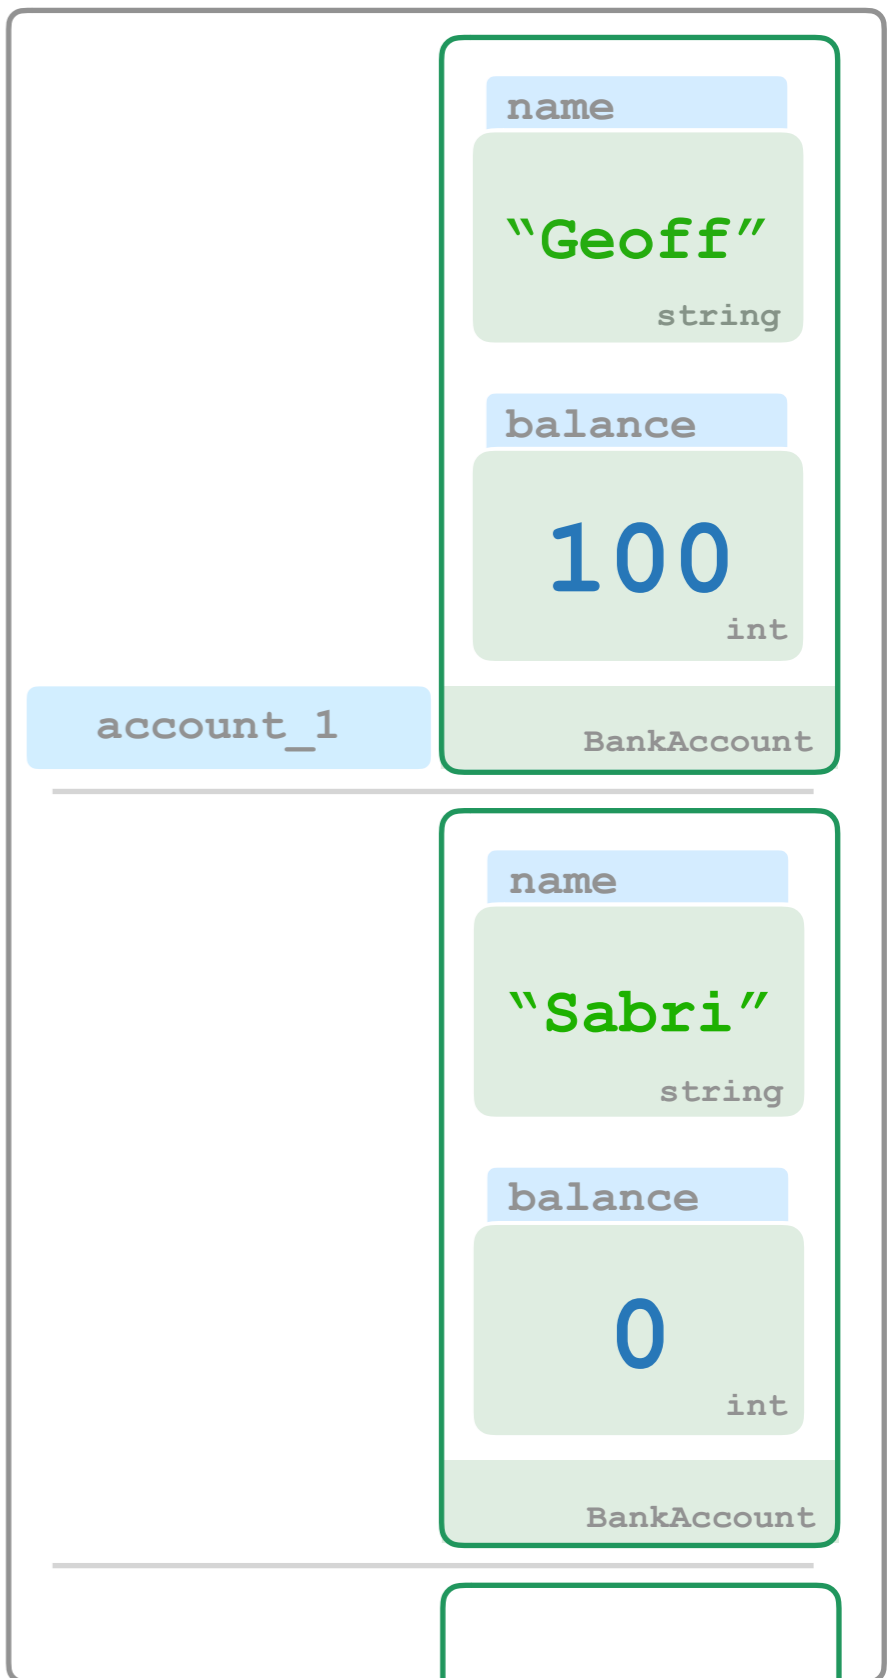 name
“Geoff”
string
balance
100
int
account_1
BankAccount
name
“Sabri”
string
balance
0
int
BankAccount